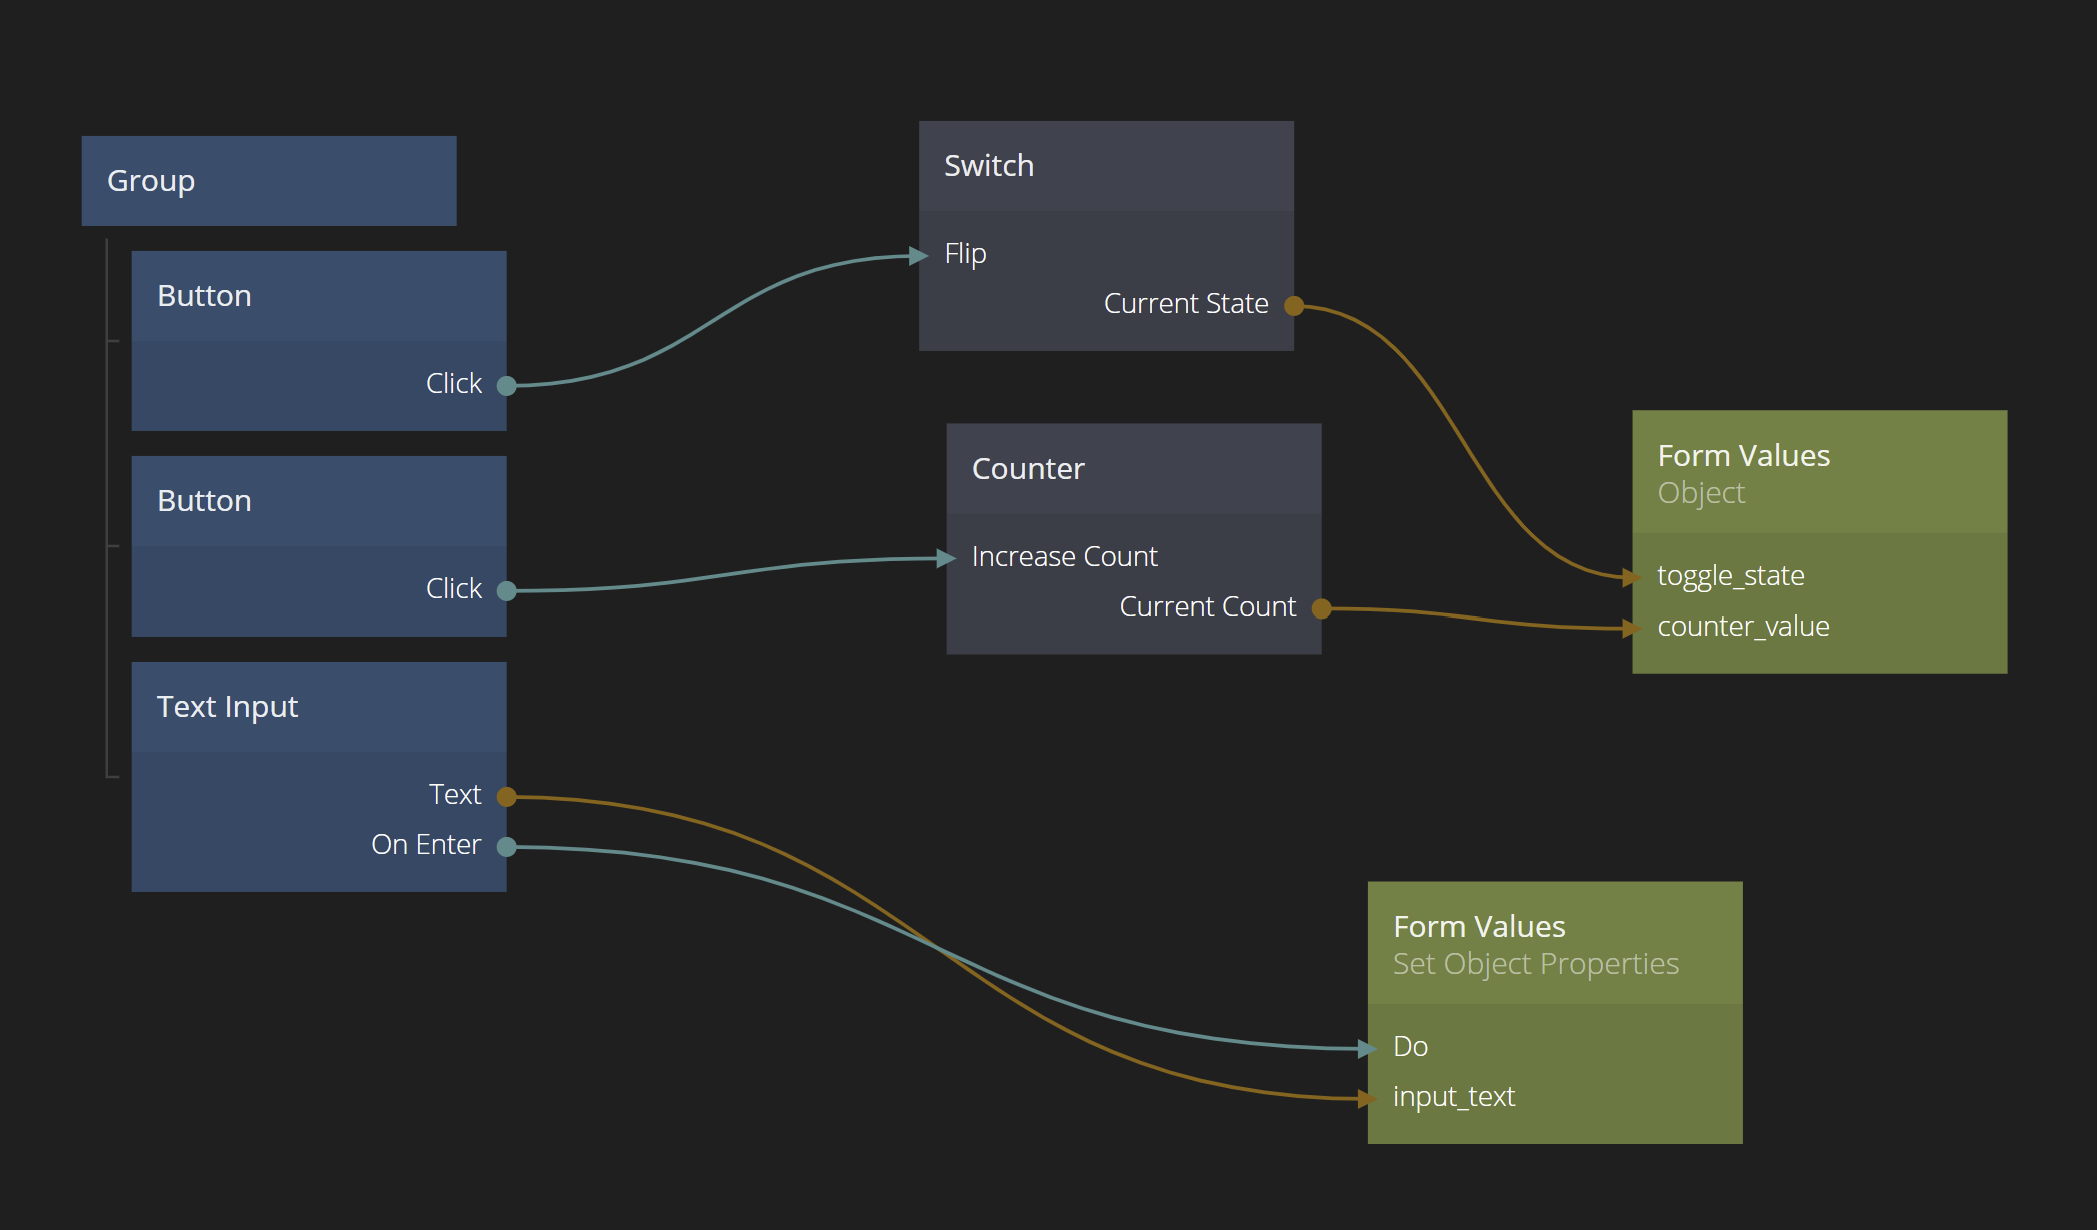 Group
Button
Click
Button
Click
Text Input
Text
On Enter
Switch
Flip
Current State
Counter
Increase Count
Current Count
Form Values
Object
toggle_state
counter_value
Form Values
Set Object Properties
Do
input_text